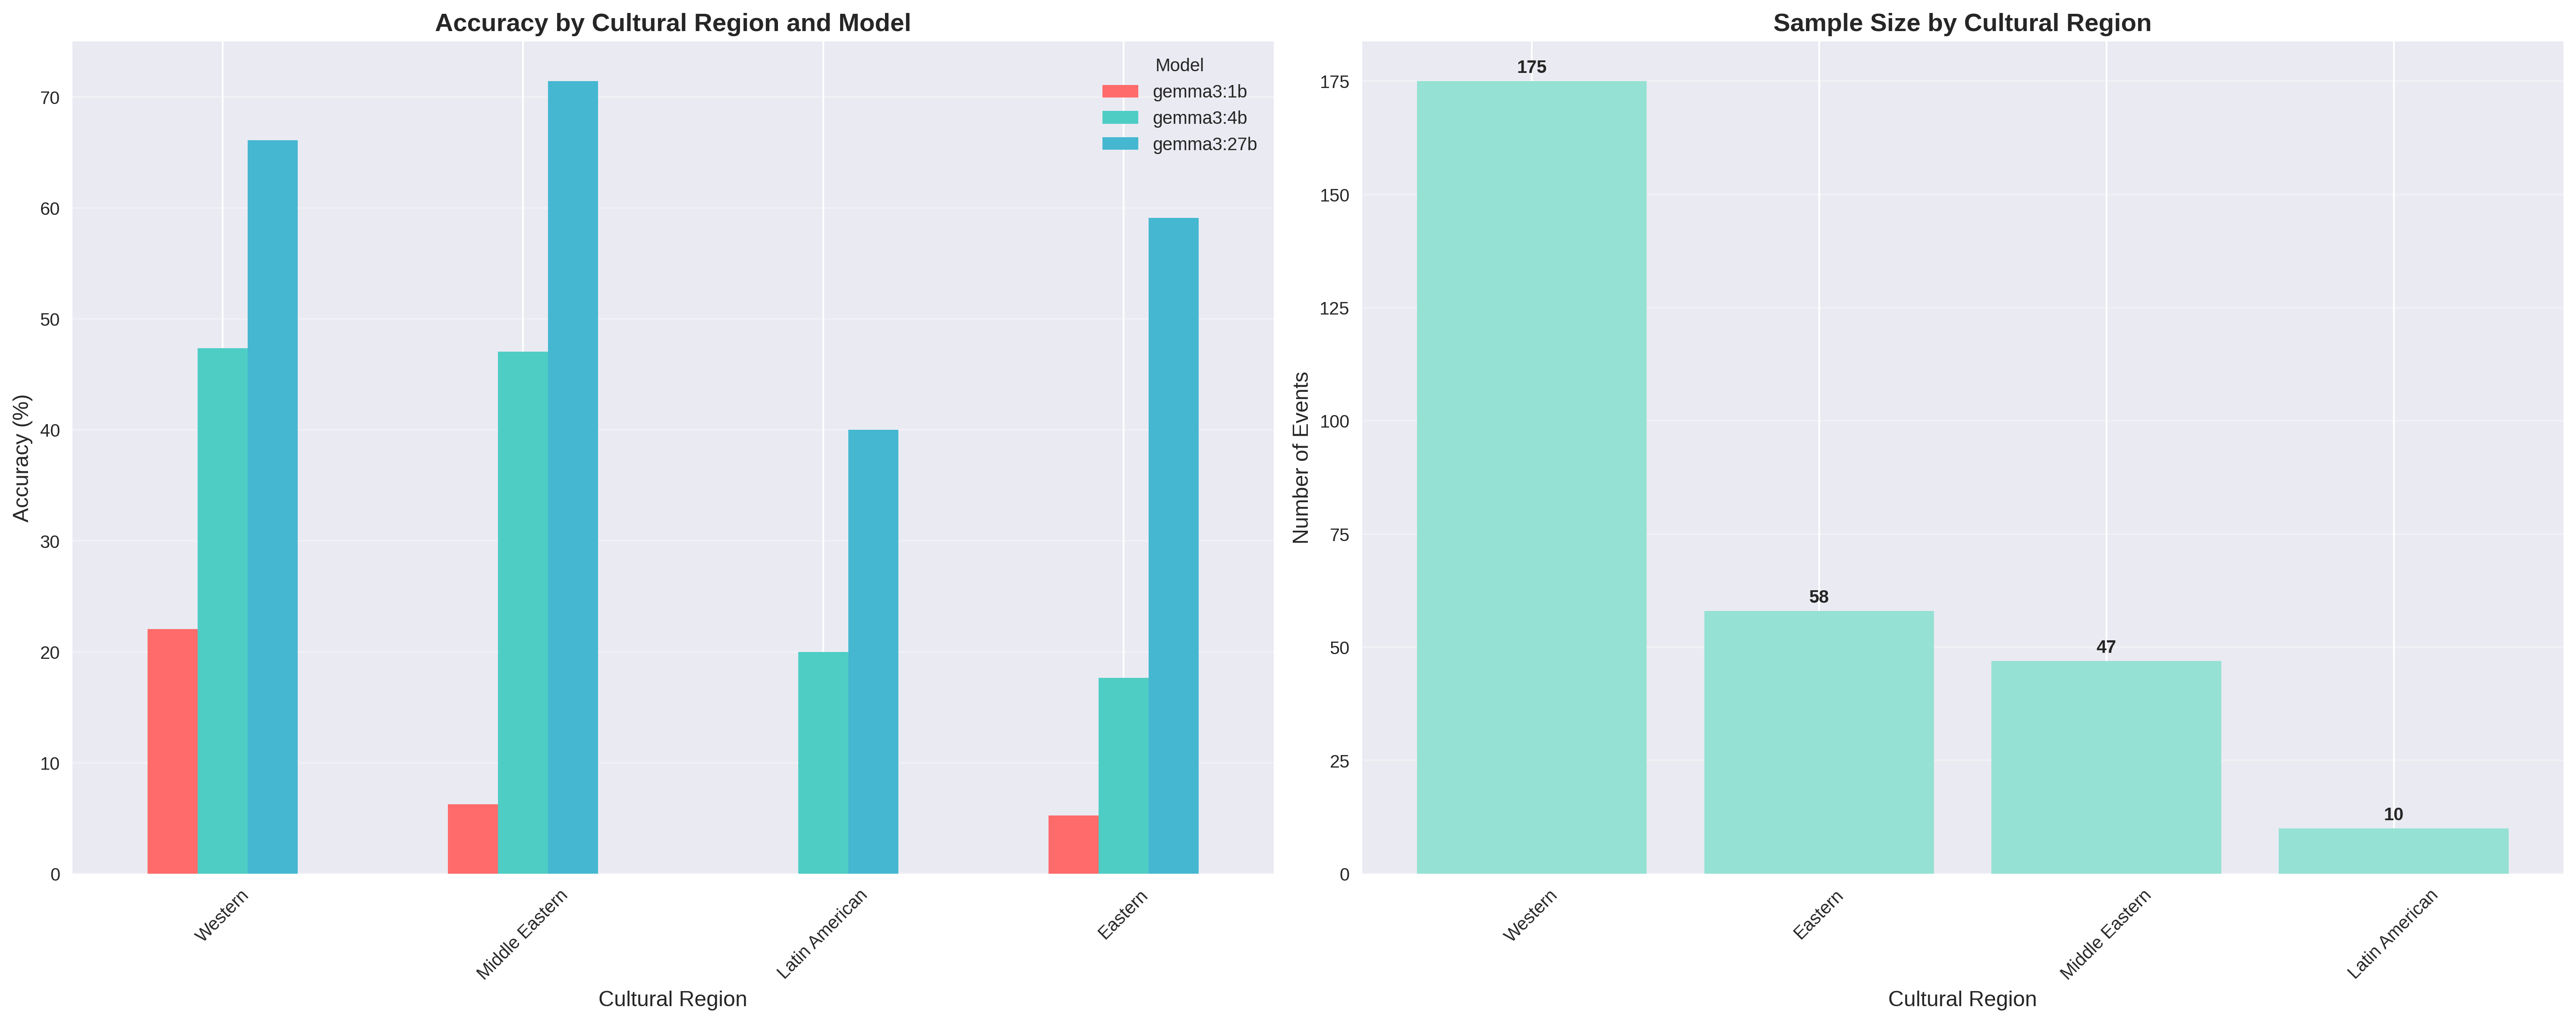 Accuracy by Cultural Region and Model
Accuracy (%)
70
60
50
40
30
20
10
0
Model
gemma3:1b
gemma3:4b
gemma3:27b
Western
Middle Eastern
Latin American
Eastern
Cultural Region
Sample Size by Cultural Region
Number of Events
175
150
125
100
75
50
25
0
175
58
47
10
Western
Eastern
Middle Eastern
Latin American
Cultural Region